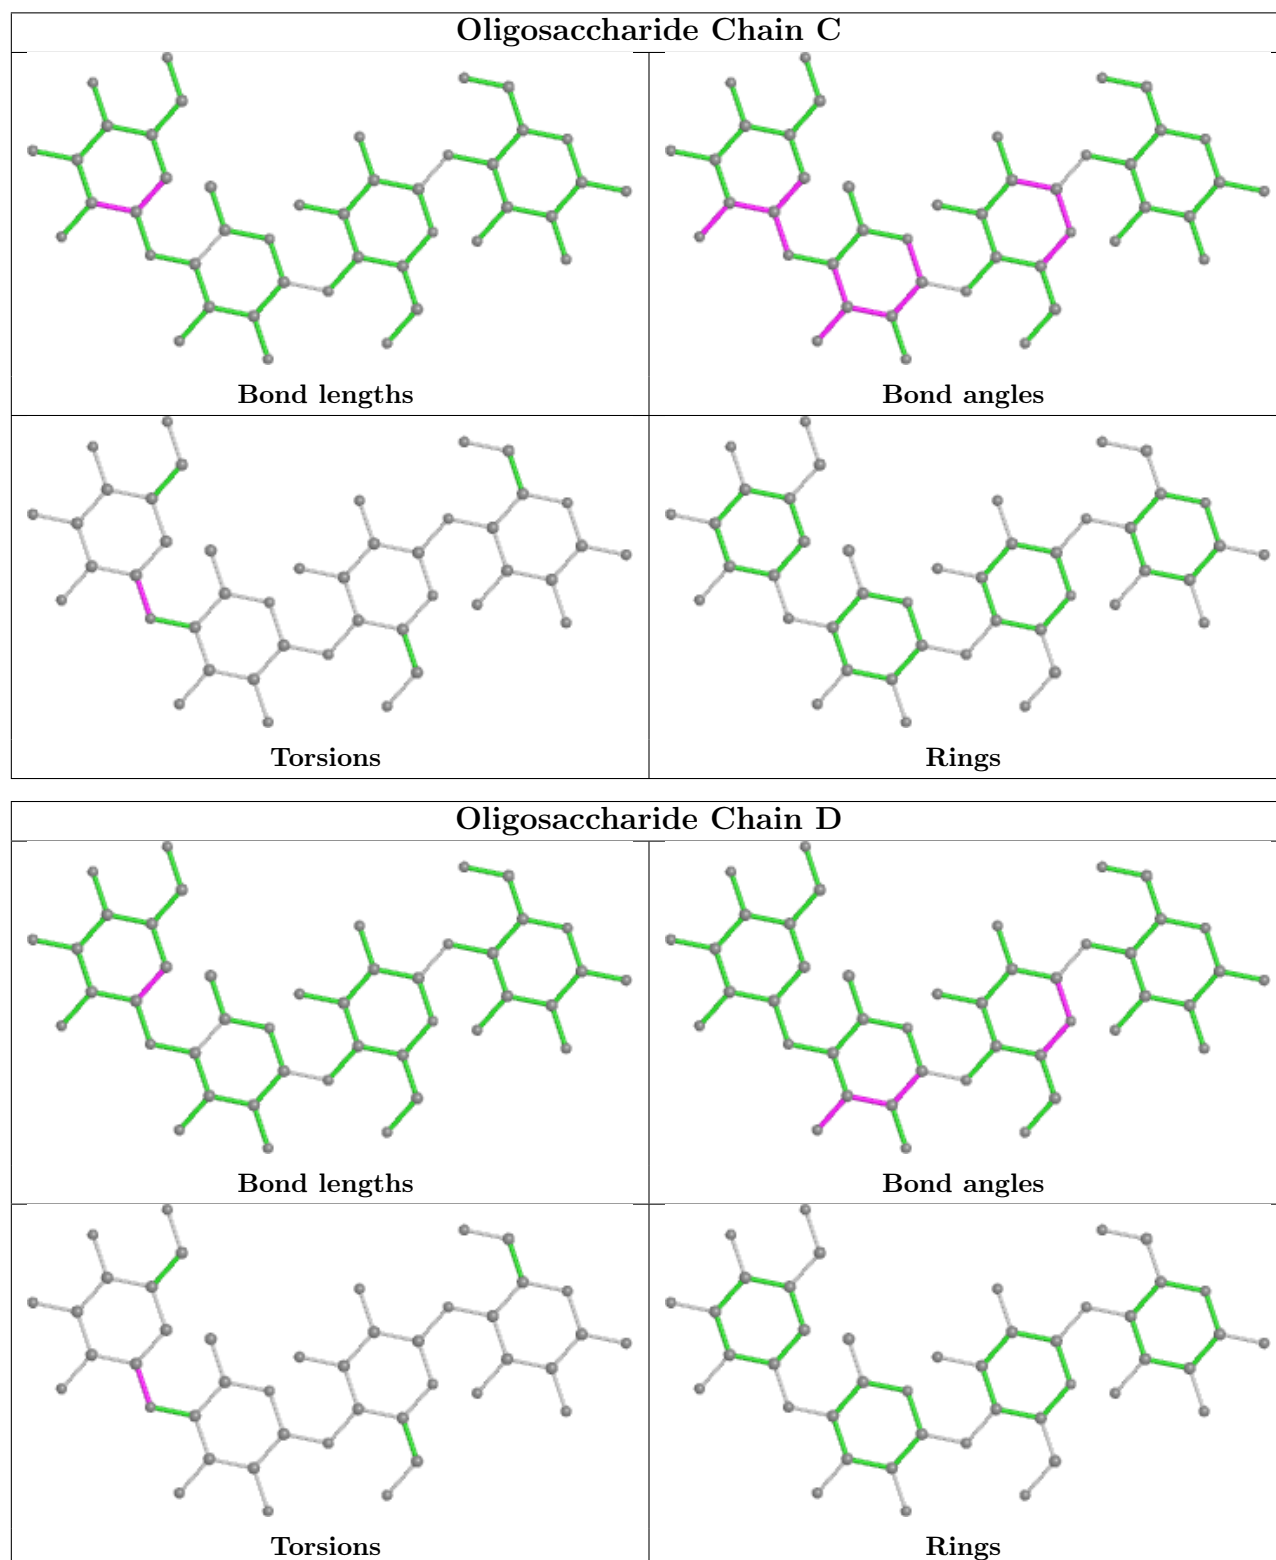 Oligosaccharide Chain C
Bond lengths
Bond angles
Torsions
Rings
Oligosaccharide Chain D
Bond lengths
Bond angles
Torsions
Rings